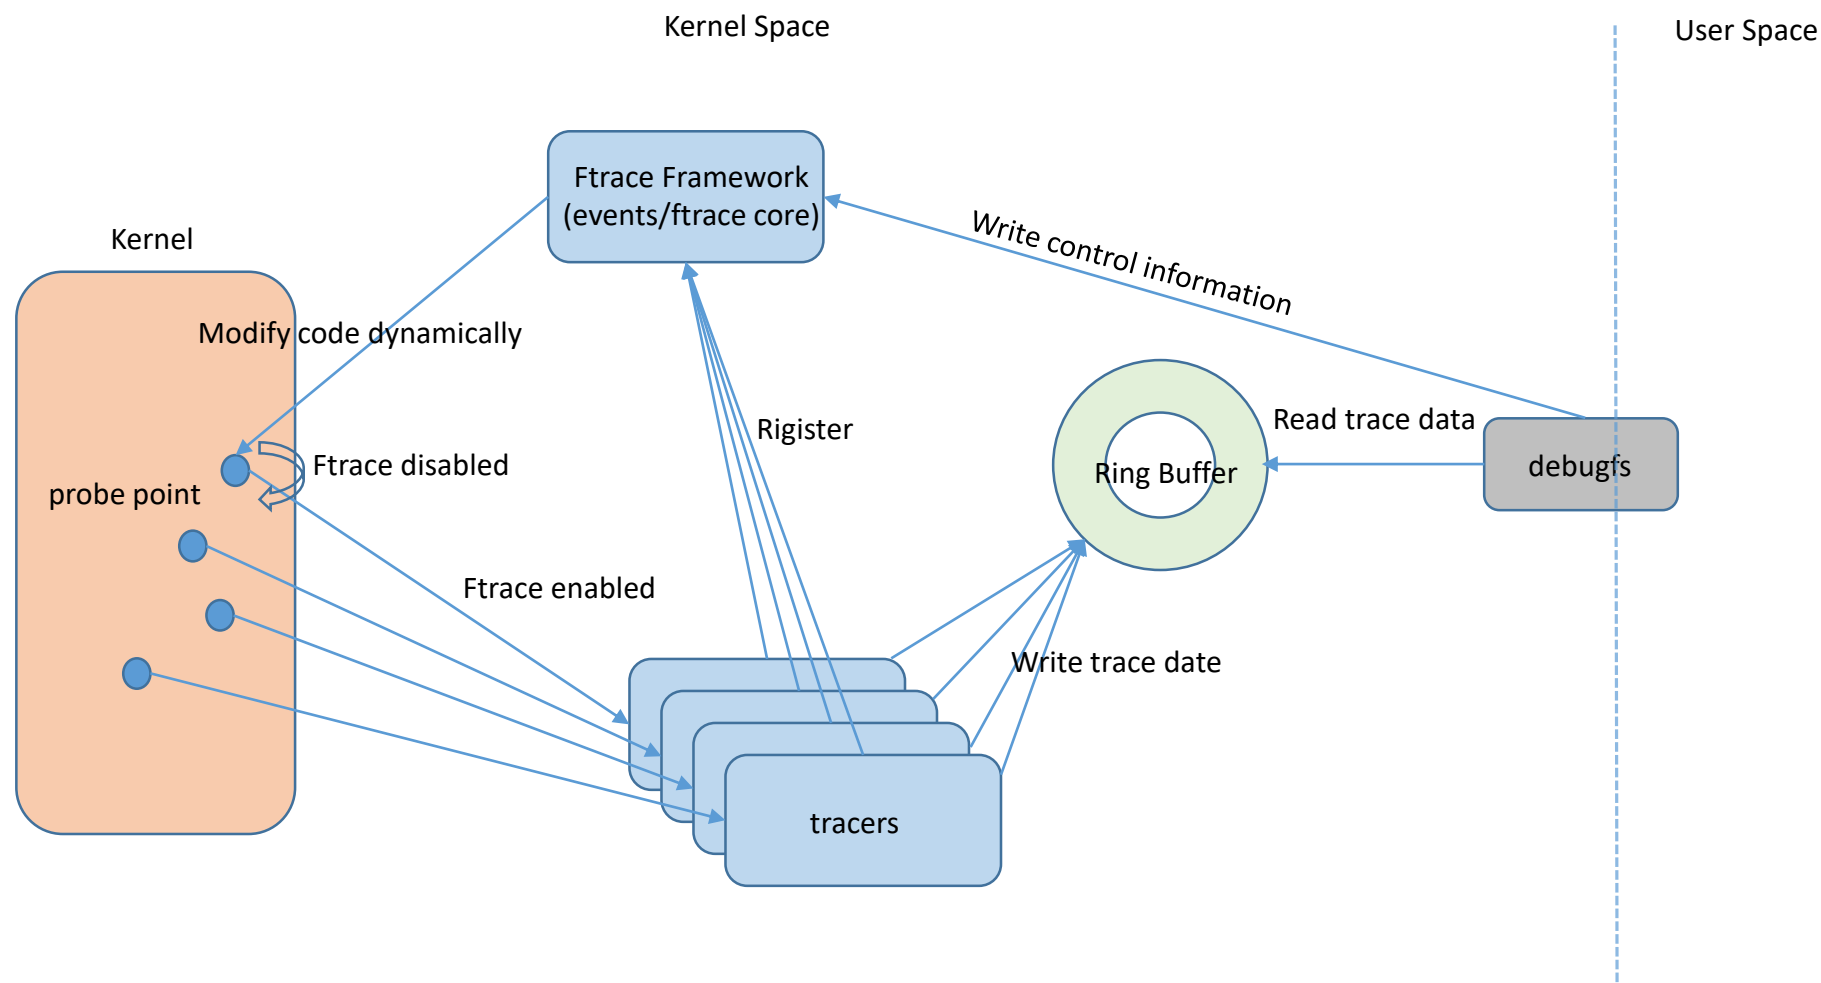 Kernel Space
User Space
Ftrace Framework
(events/ftrace core)
Write control information
Kernel
Modify code dynamically
Rigister
Read trace data
Ftrace disabled
Ring Buffer
debugfs
probe point
Ftrace enabled
Write trace date
tracers